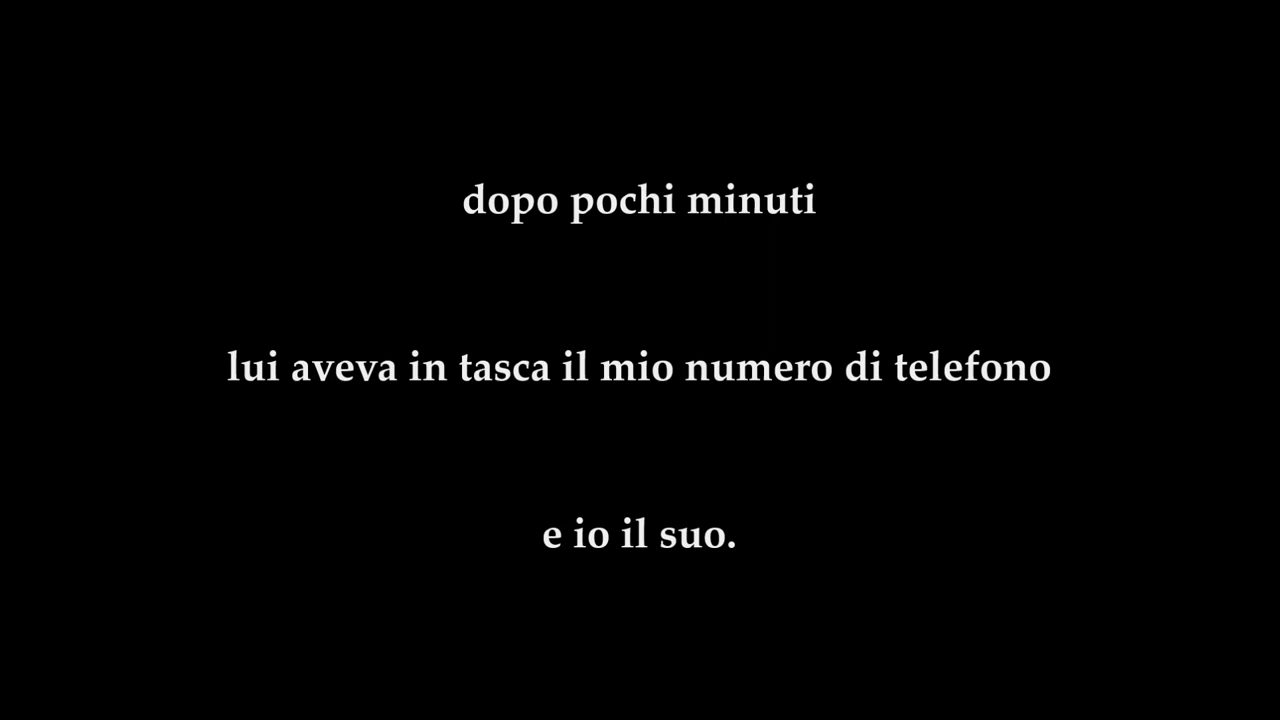 dopo pochi minuti
lui aveva in tasca il mio numero di telefono
e io il suo.